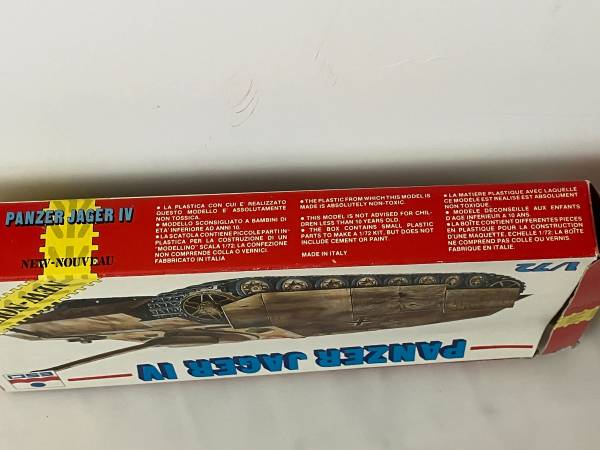 PANZER JAGER IV
NEW-NOUVEAU
• LA PLASTICA CON CUI E' REALIZZATO
QUESTO MODELLO E' ASSOLUTAMENTE
NON TOSSICA.
• MODELLO SCONSIGLIATO A BAMBINI DI
ETA' INFERIORE AD ANNI 10.
• LA SCATOLA CONTIENE PICCOLE PARTI IN
PLASTICA PER LA COSTRUZIONE DI UN
"MODELLINO" SCALA 1/72; LA CONFEZIONE
NON COMPRENDE COLLA O VERNICI.
FABBRICATO IN ITALIA
• THE PLASTIC FROM WHICH THIS MODEL IS
MADE IS ABSOLUTELY NON-TOXIC.
• THIS MODEL IS NOT ADVISED FOR CHIL-
DREN LESS THAN 10 YEARS OLD.
• THE BOX CONTAINS SMALL PLASTIC
PARTS TO MAKE A 1/72 KIT, BUT DOES NOT
INCLUDE CEMENT OR PAINT.
MADE IN ITALY
• LA MATIERE PLASTIQUE AVEC LAQUELLE
CE MODÈLE EST REALISE EST ABSOLUMENT
NON TOXIQUE.
• MODÈLE DECONSEILLE AUX ENFANTS
D'AGE INFERIEUR A 10 ANS.
• LA BOÎTE CONTIENT DIFFERENTES PIECES
EN PLASTIQUE POUR LA CONSTRUCTION
D'UNE MAQUETTE, ECHELLE 1/72; LA BOÎTE
NE COMPREND PAS COLLE OU VERNIS.
FABRIQUE EN ITALIE.
1/72
PANZER JAGER IV
ESCI